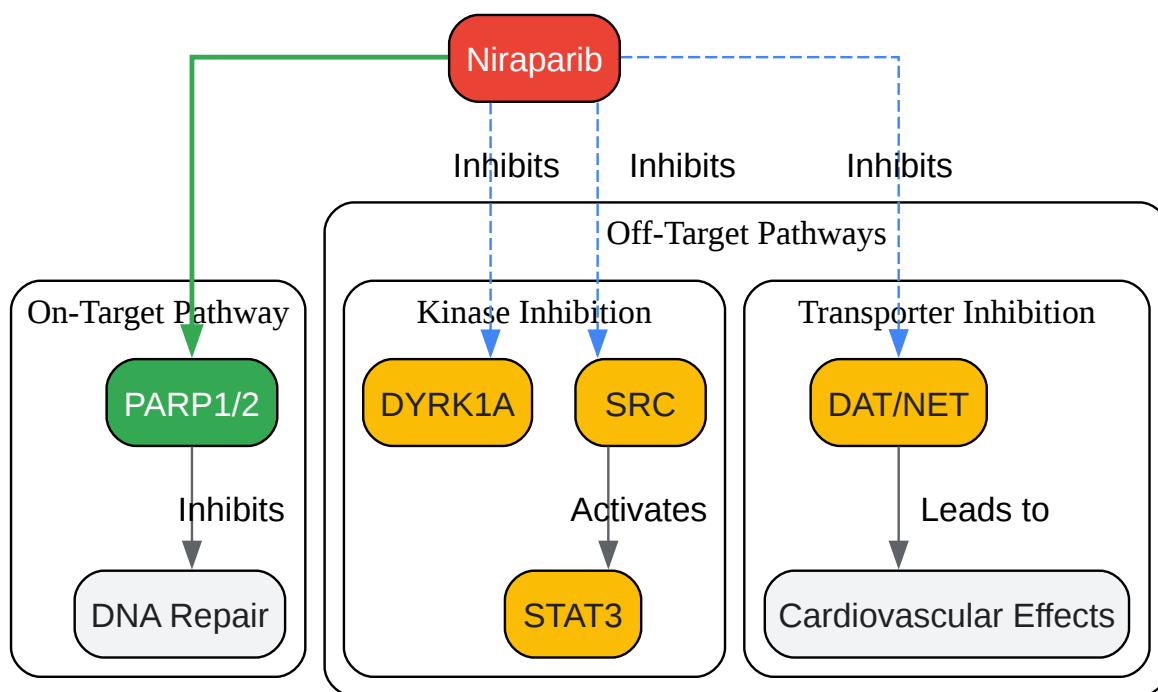 Niraparib
Inhibits
Inhibits
Inhibits
Off-Target Pathways
On-Target Pathway
Kinase Inhibition
Transporter Inhibition
PARP1/2
DYRK1A
SRC
DAT/NET
Inhibits
Activates
Leads to
DNA Repair
STAT3
Cardiovascular Effects